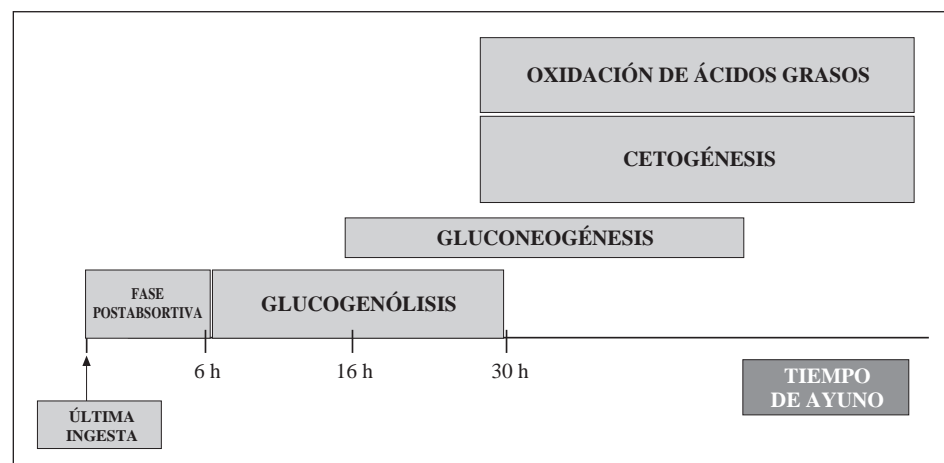 OXIDACIÓN DE ÁCIDOS GRASOS
CETOGÉNESIS
GLUCONEOGÉNESIS
FASE
POSTABSORTIVA
GLUCOGENÓLISIS
6 h
16 h
30 h
TIEMPO
DE AYUNO
ÚLTIMA
INGESTA